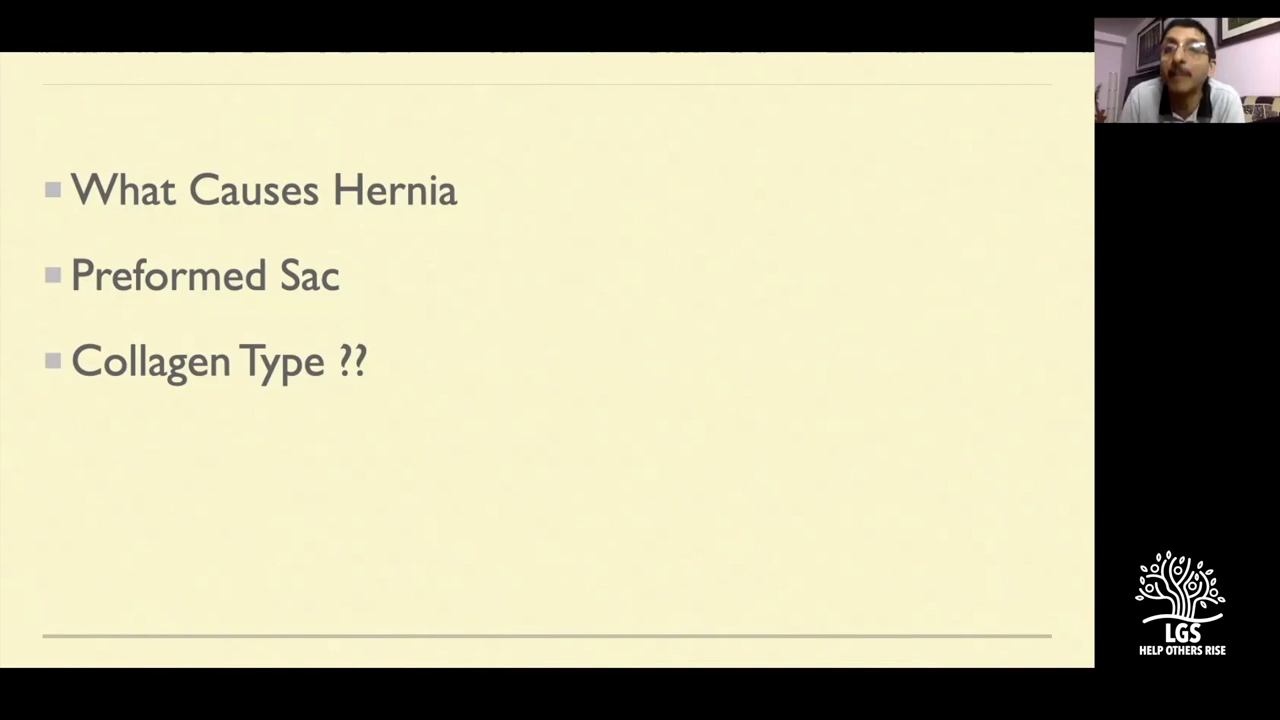 What Causes Hernia
Preformed Sac
Collagen Type ??
LGS
HELP OTHERS RISE